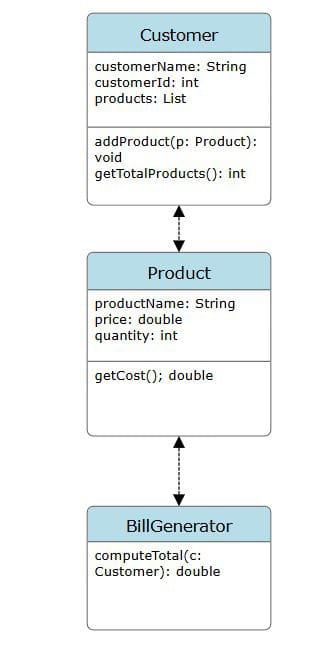 Customer
customerName: String
customerId: int
products: List
addProduct(p: Product):
void
getTotalProducts(): int
Product
productName: String
price: double
quantity: int
getCost(); double
BillGenerator
computeTotal(c:
Customer): double